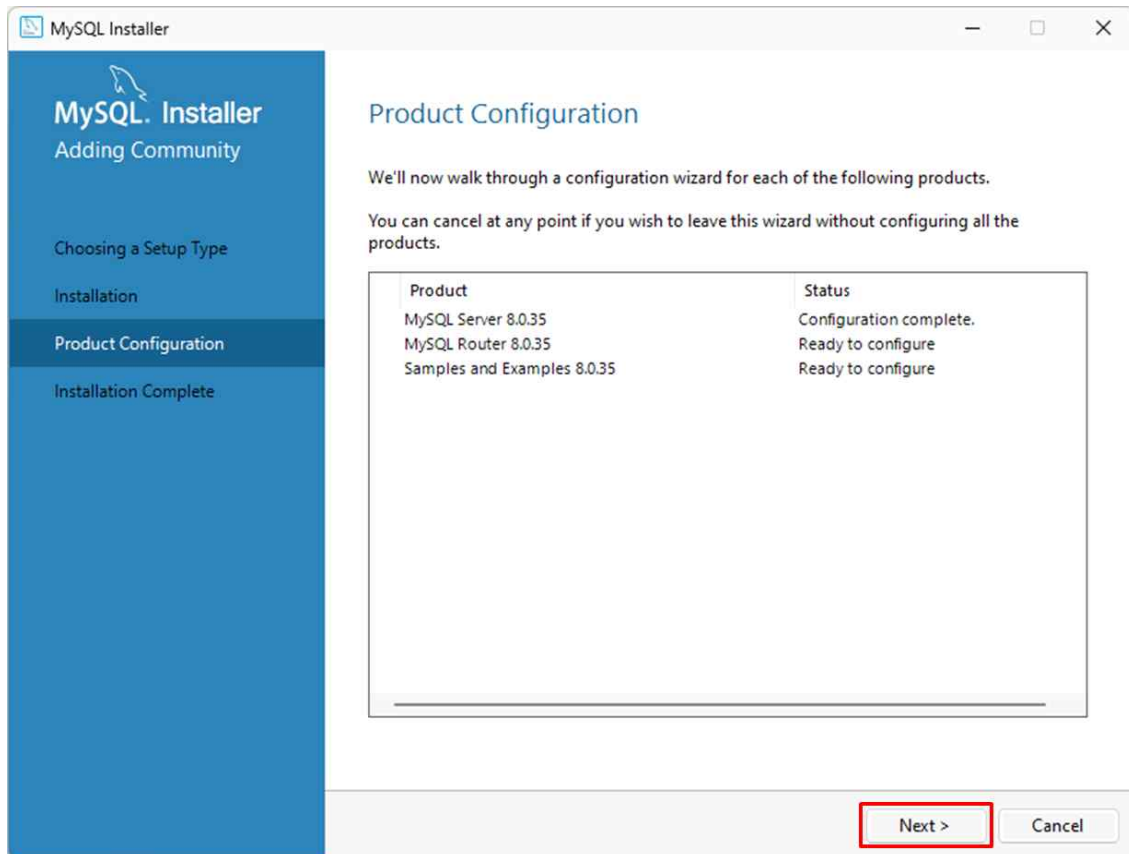 MySQL Installer
MySQL. Installer
Adding Community
Choosing a Setup Type
Installation
Product Configuration
Installation Complete
Product Configuration
We'll now walk through a configuration wizard for each of the following products.
You can cancel at any point if you wish to leave this wizard without configuring all the
products.
Product Status
MySQL Server 8.0.35 Configuration complete.
MySQL Router 8.0.35 Ready to configure
Samples and Examples 8.0.35 Ready to configure
Next > Cancel